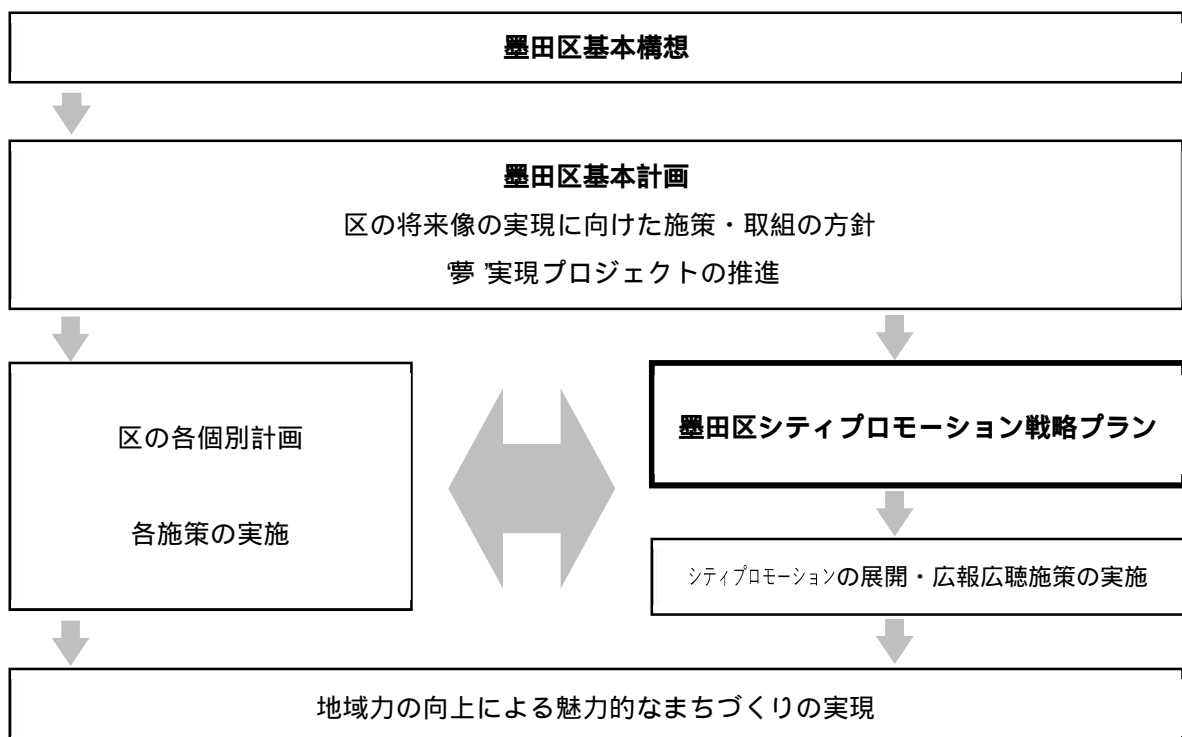 墨田区基本構想
墨田区基本計画
区の将来像の実現に向けた施策・取組の方針
“夢”実現プロジェクトの推進
区の各個別計画
各施策の実施
墨田区シティプロモーション戦略プラン
シティプロモーションの展開・広報広聴施策の実施
地域力の向上による魅力的なまちづくりの実現